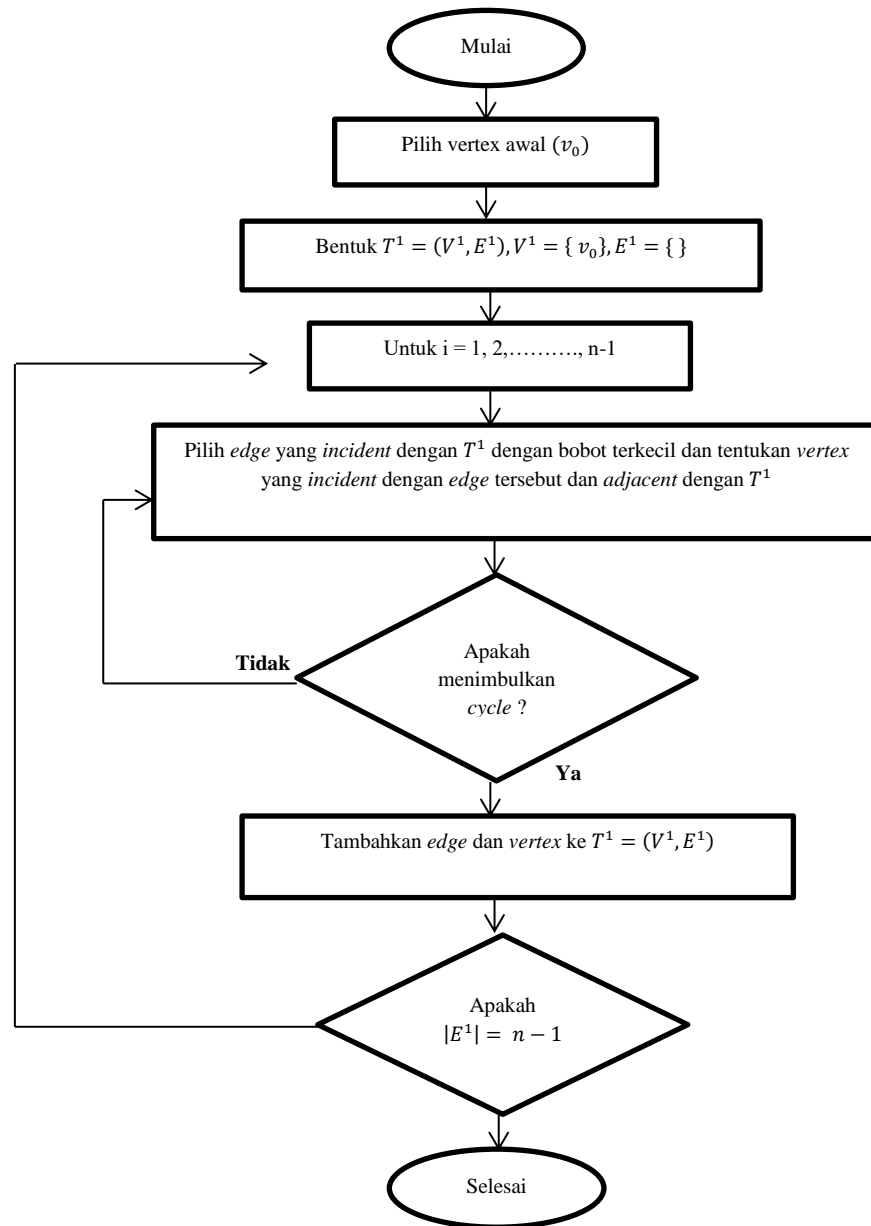 Mulai
Pilih vertex awal (𝑣₀)
Bentuk 𝑇¹ = (𝑉¹, 𝐸¹), 𝑉¹ = { 𝑣₀}, 𝐸¹ = { }
Untuk i = 1, 2,………., n-1
Pilih edge yang incident dengan 𝑇¹ dengan bobot terkecil dan tentukan vertex
yang incident dengan edge tersebut dan adjacent dengan 𝑇¹
Apakah
menimbulkan
cycle ?
Tidak
Ya
Tambahkan edge dan vertex ke 𝑇¹ = (𝑉¹, 𝐸¹)
Apakah
|𝐸¹| = 𝑛 − 1
Selesai